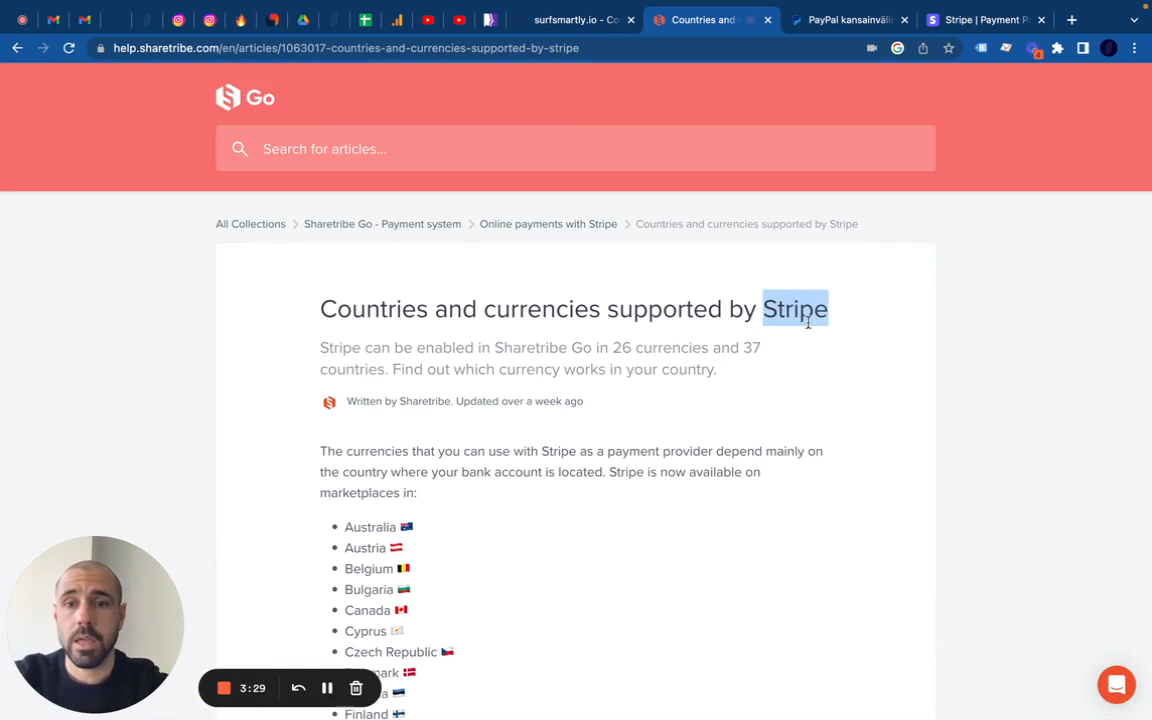 surfsmartly.io - Co
Countries and
PayPal kansainväli
Stripe | Payment P
help.sharetribe.com/en/articles/1063017-countries-and-currencies-supported-by-stripe
4
Go
Search for articles...
All Collections > Sharetribe Go - Payment system > Online payments with Stripe > Countries and currencies supported by Stripe
Countries and currencies supported by Stripe
Stripe can be enabled in Sharetribe Go in 26 currencies and 37
countries. Find out which currency works in your country.
Written by Sharetribe. Updated over a week ago
The currencies that you can use with Stripe as a payment provider depend mainly on
the country where your bank account is located. Stripe is now available on
marketplaces in:
• Australia
• Austria
• Belgium
• Bulgaria
• Canada
• Cyprus
• Czech Republic
mark
a
Finland
3:29